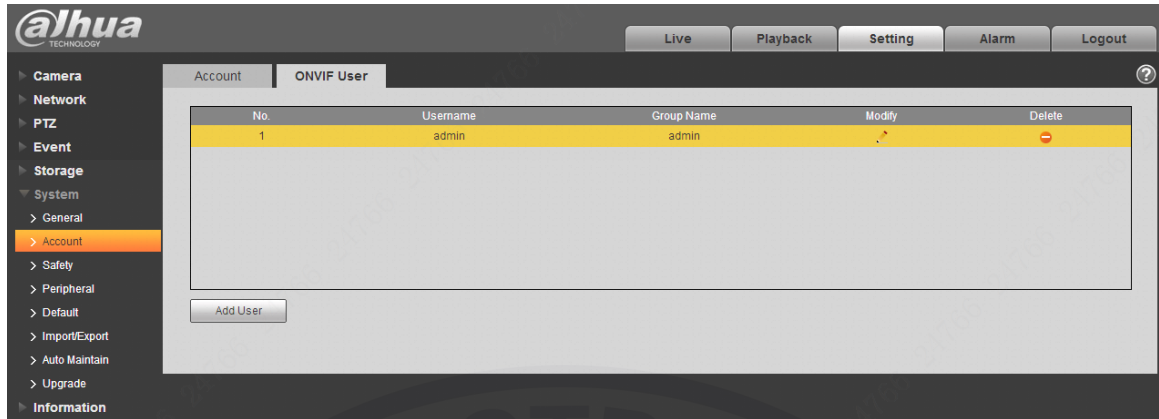 alhua
TECHNOLOGY
Live Playback Setting Alarm Logout
Camera
Network
PTZ
Event
Storage
System
General
Account
Safety
Peripheral
Default
Import/Export
Auto Maintain
Upgrade
Information
Account ONVIF User
?
No. Username Group Name Modify Delete
1 admin admin
Add User